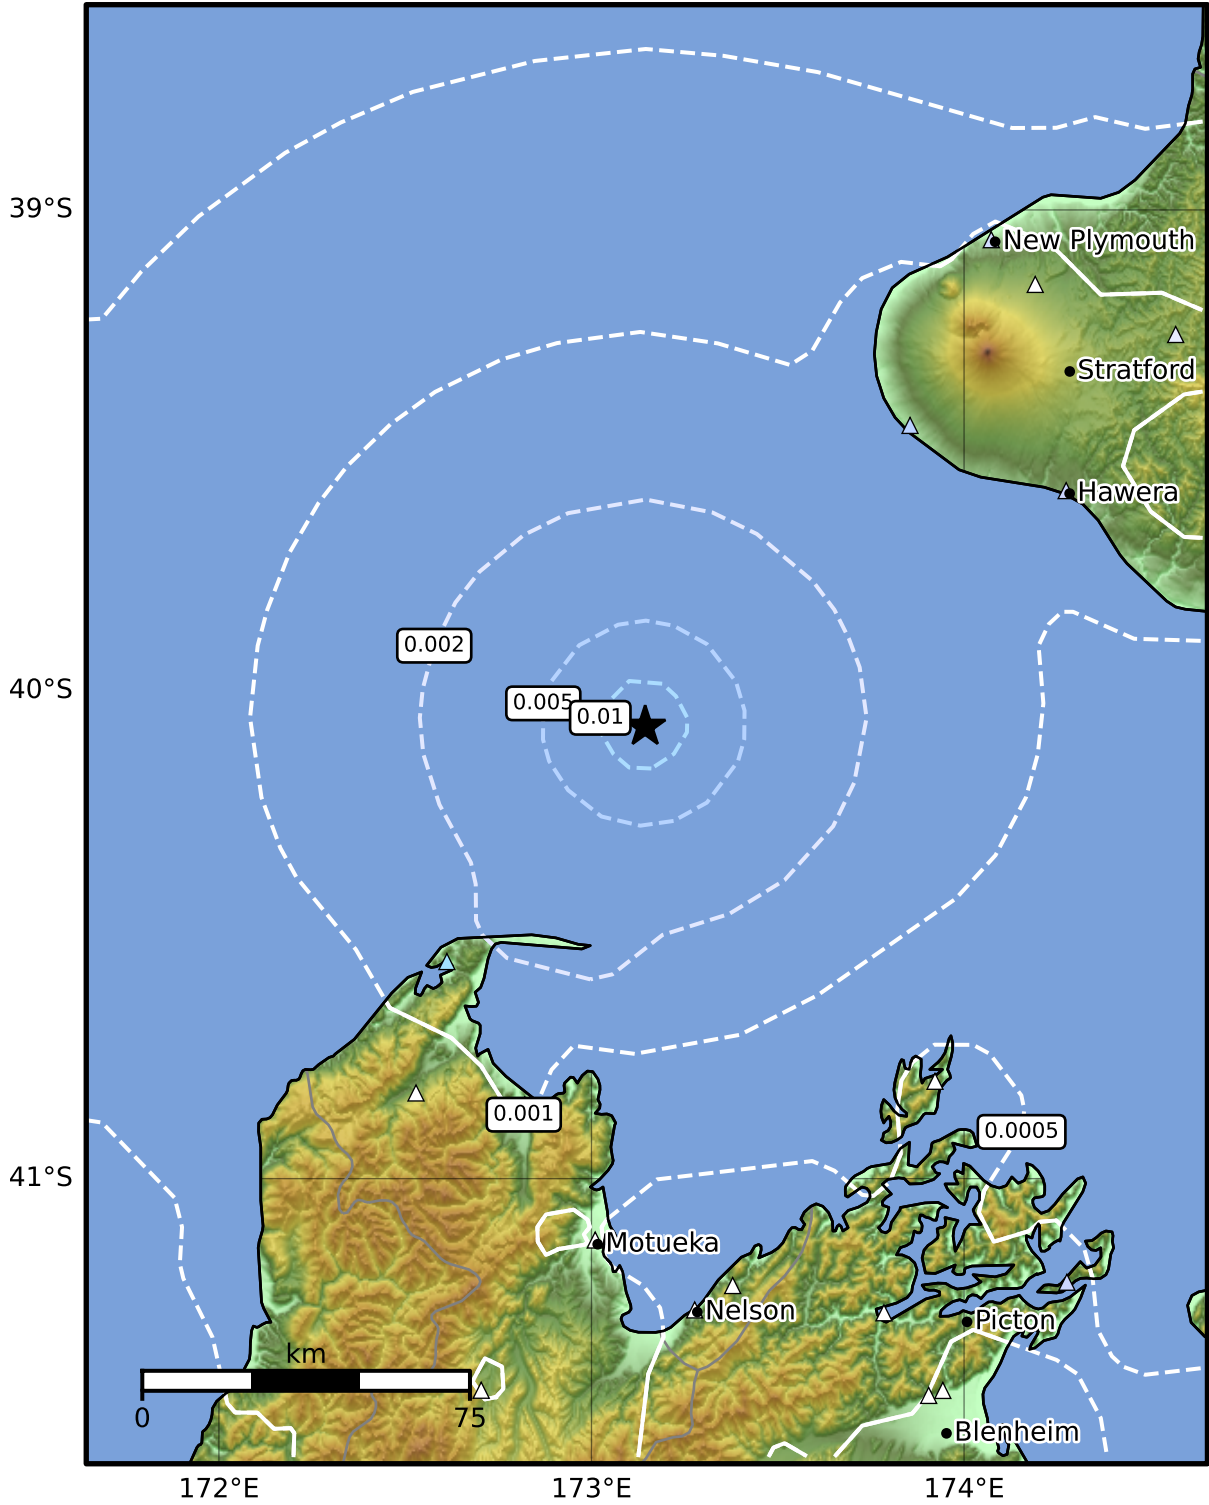 39°S
New Plymouth
Stratford
Hawera
0.002
40°S
0.005
0.01
0.001
0.0005
41°S
Motueka
Nelson
Picton
km
0
75
Blenheim
172°E
173°E
174°E